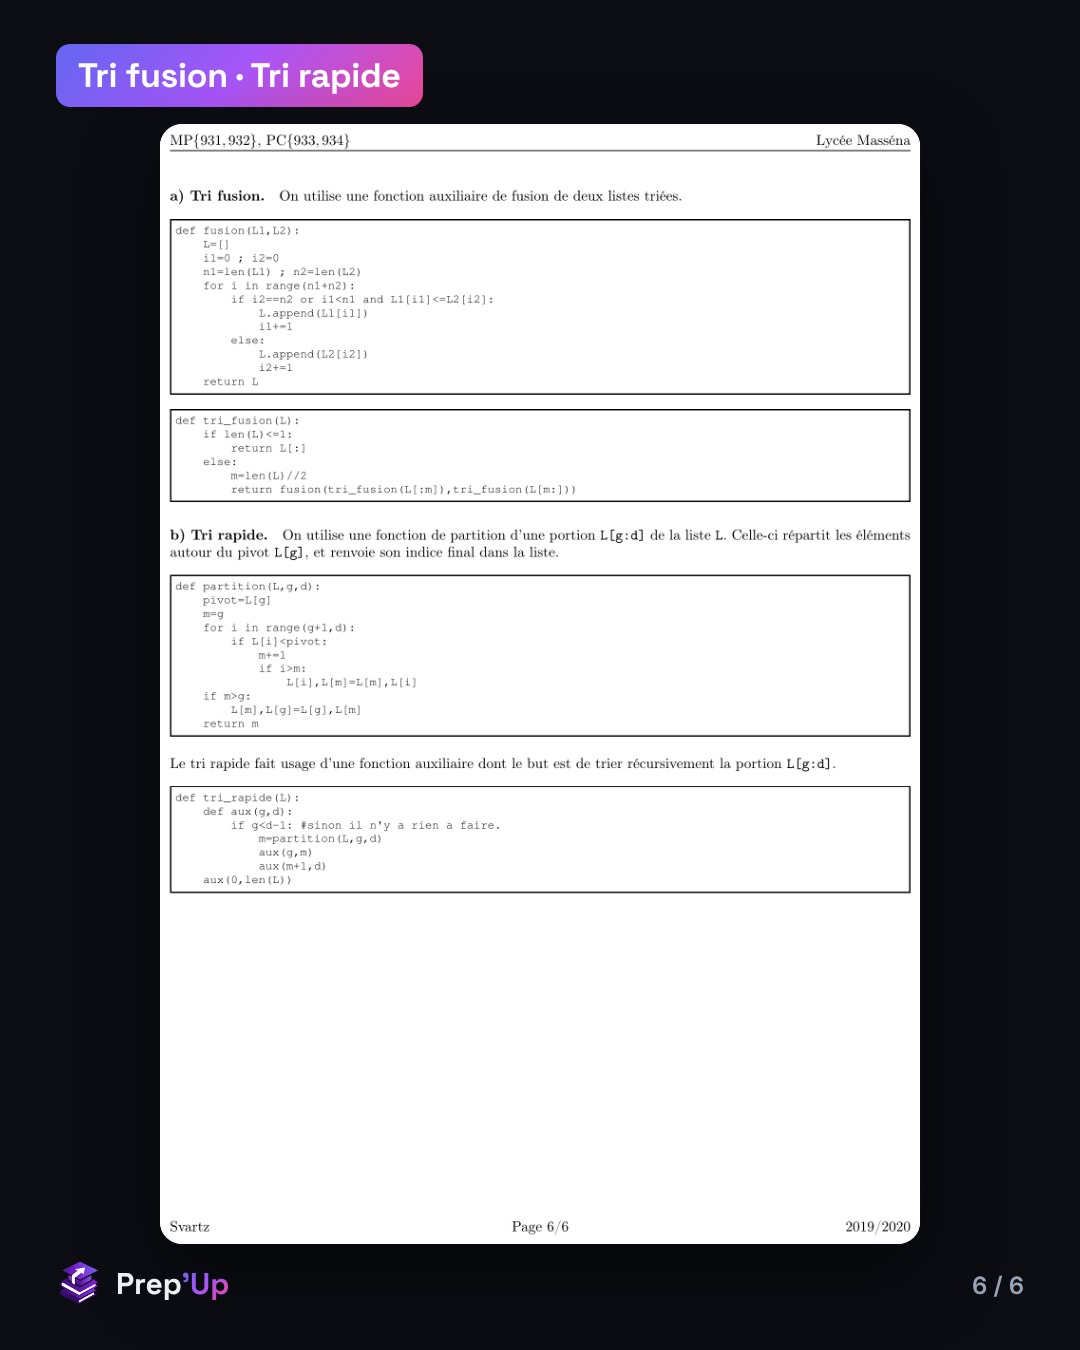 Tri fusion · Tri rapide
MP{931, 932}, PC{933, 934} Lycée Masséna
a) Tri fusion. On utilise une fonction auxiliaire de fusion de deux listes triées.
def fusion(L1,L2):
    L=[]
    i1=0 ; i2=0
    n1=len(L1) ; n2=len(L2)
    for i in range(n1+n2):
        if i2==n2 or i1<n1 and L1[i1]<=L2[i2]:
            L.append(L1[i1])
            i1+=1
        else:
            L.append(L2[i2])
            i2+=1
    return L
def tri_fusion(L):
    if len(L)<=1:
        return L[:]
    else:
        m=len(L)//2
        return fusion(tri_fusion(L[:m]),tri_fusion(L[m:]))
b) Tri rapide. On utilise une fonction de partition d'une portion L[g:d] de la liste L. Celle-ci répartit les éléments
autour du pivot L[g], et renvoie son indice final dans la liste.
def partition(L,g,d):
    pivot=L[g]
    m=g
    for i in range(g+1,d):
        if L[i]<pivot:
            m+=1
            if i>m:
                L[i],L[m]=L[m],L[i]
    if m>g:
        L[m],L[g]=L[g],L[m]
    return m
Le tri rapide fait usage d'une fonction auxiliaire dont le but est de trier récursivement la portion L[g:d].
def tri_rapide(L):
    def aux(g,d):
        if g<d-1: #sinon il n'y a rien a faire.
            m=partition(L,g,d)
            aux(g,m)
            aux(m+1,d)
    aux(0,len(L))
Svartz Page 6/6 2019/2020
Prep'Up 6 / 6